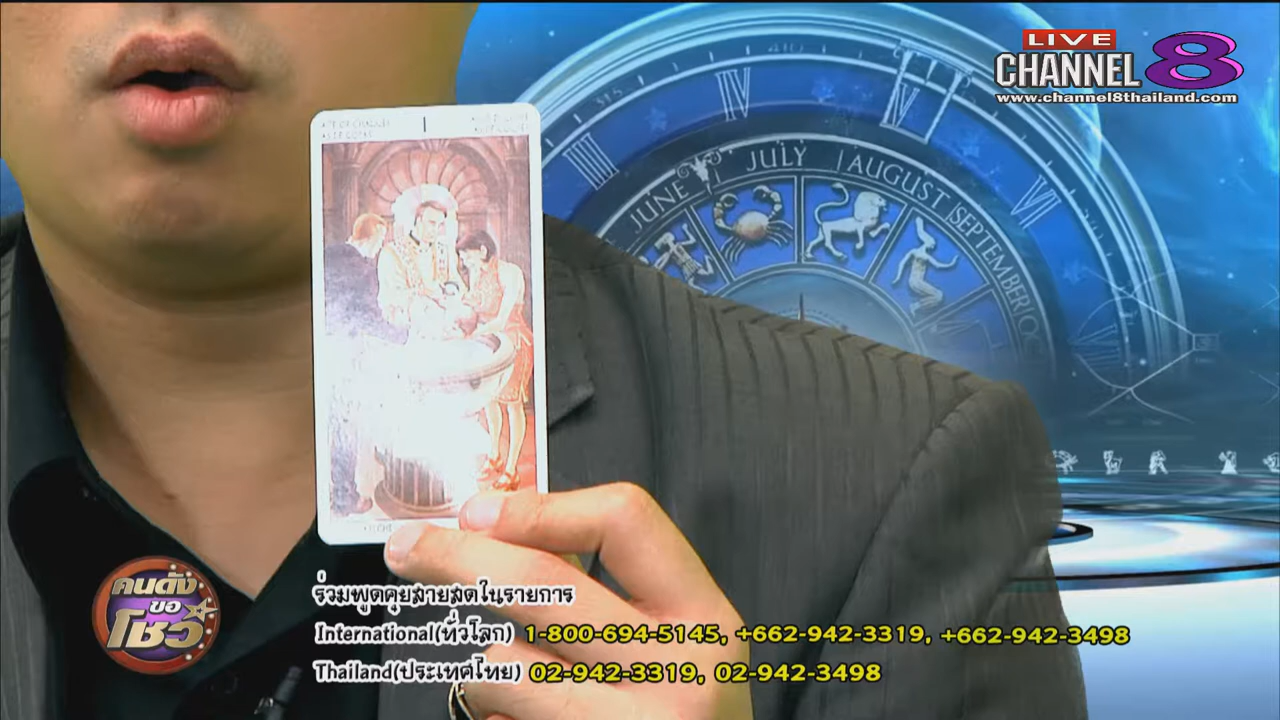 LIVE
CHANNEL 8
www.channel8thailand.com
IV
V
VI
JUNE
JULY
AUGUST
SEPTEMBER
I
คนดัง
ขอ
โชว์
ร่วมพูดคุยสายสดในรายการ
International(ทั่วโลก) 1-800-694-5145, +662-942-3319, +662-942-3498
Thailand(ประเทศไทย) 02-942-3319, 02-942-3498